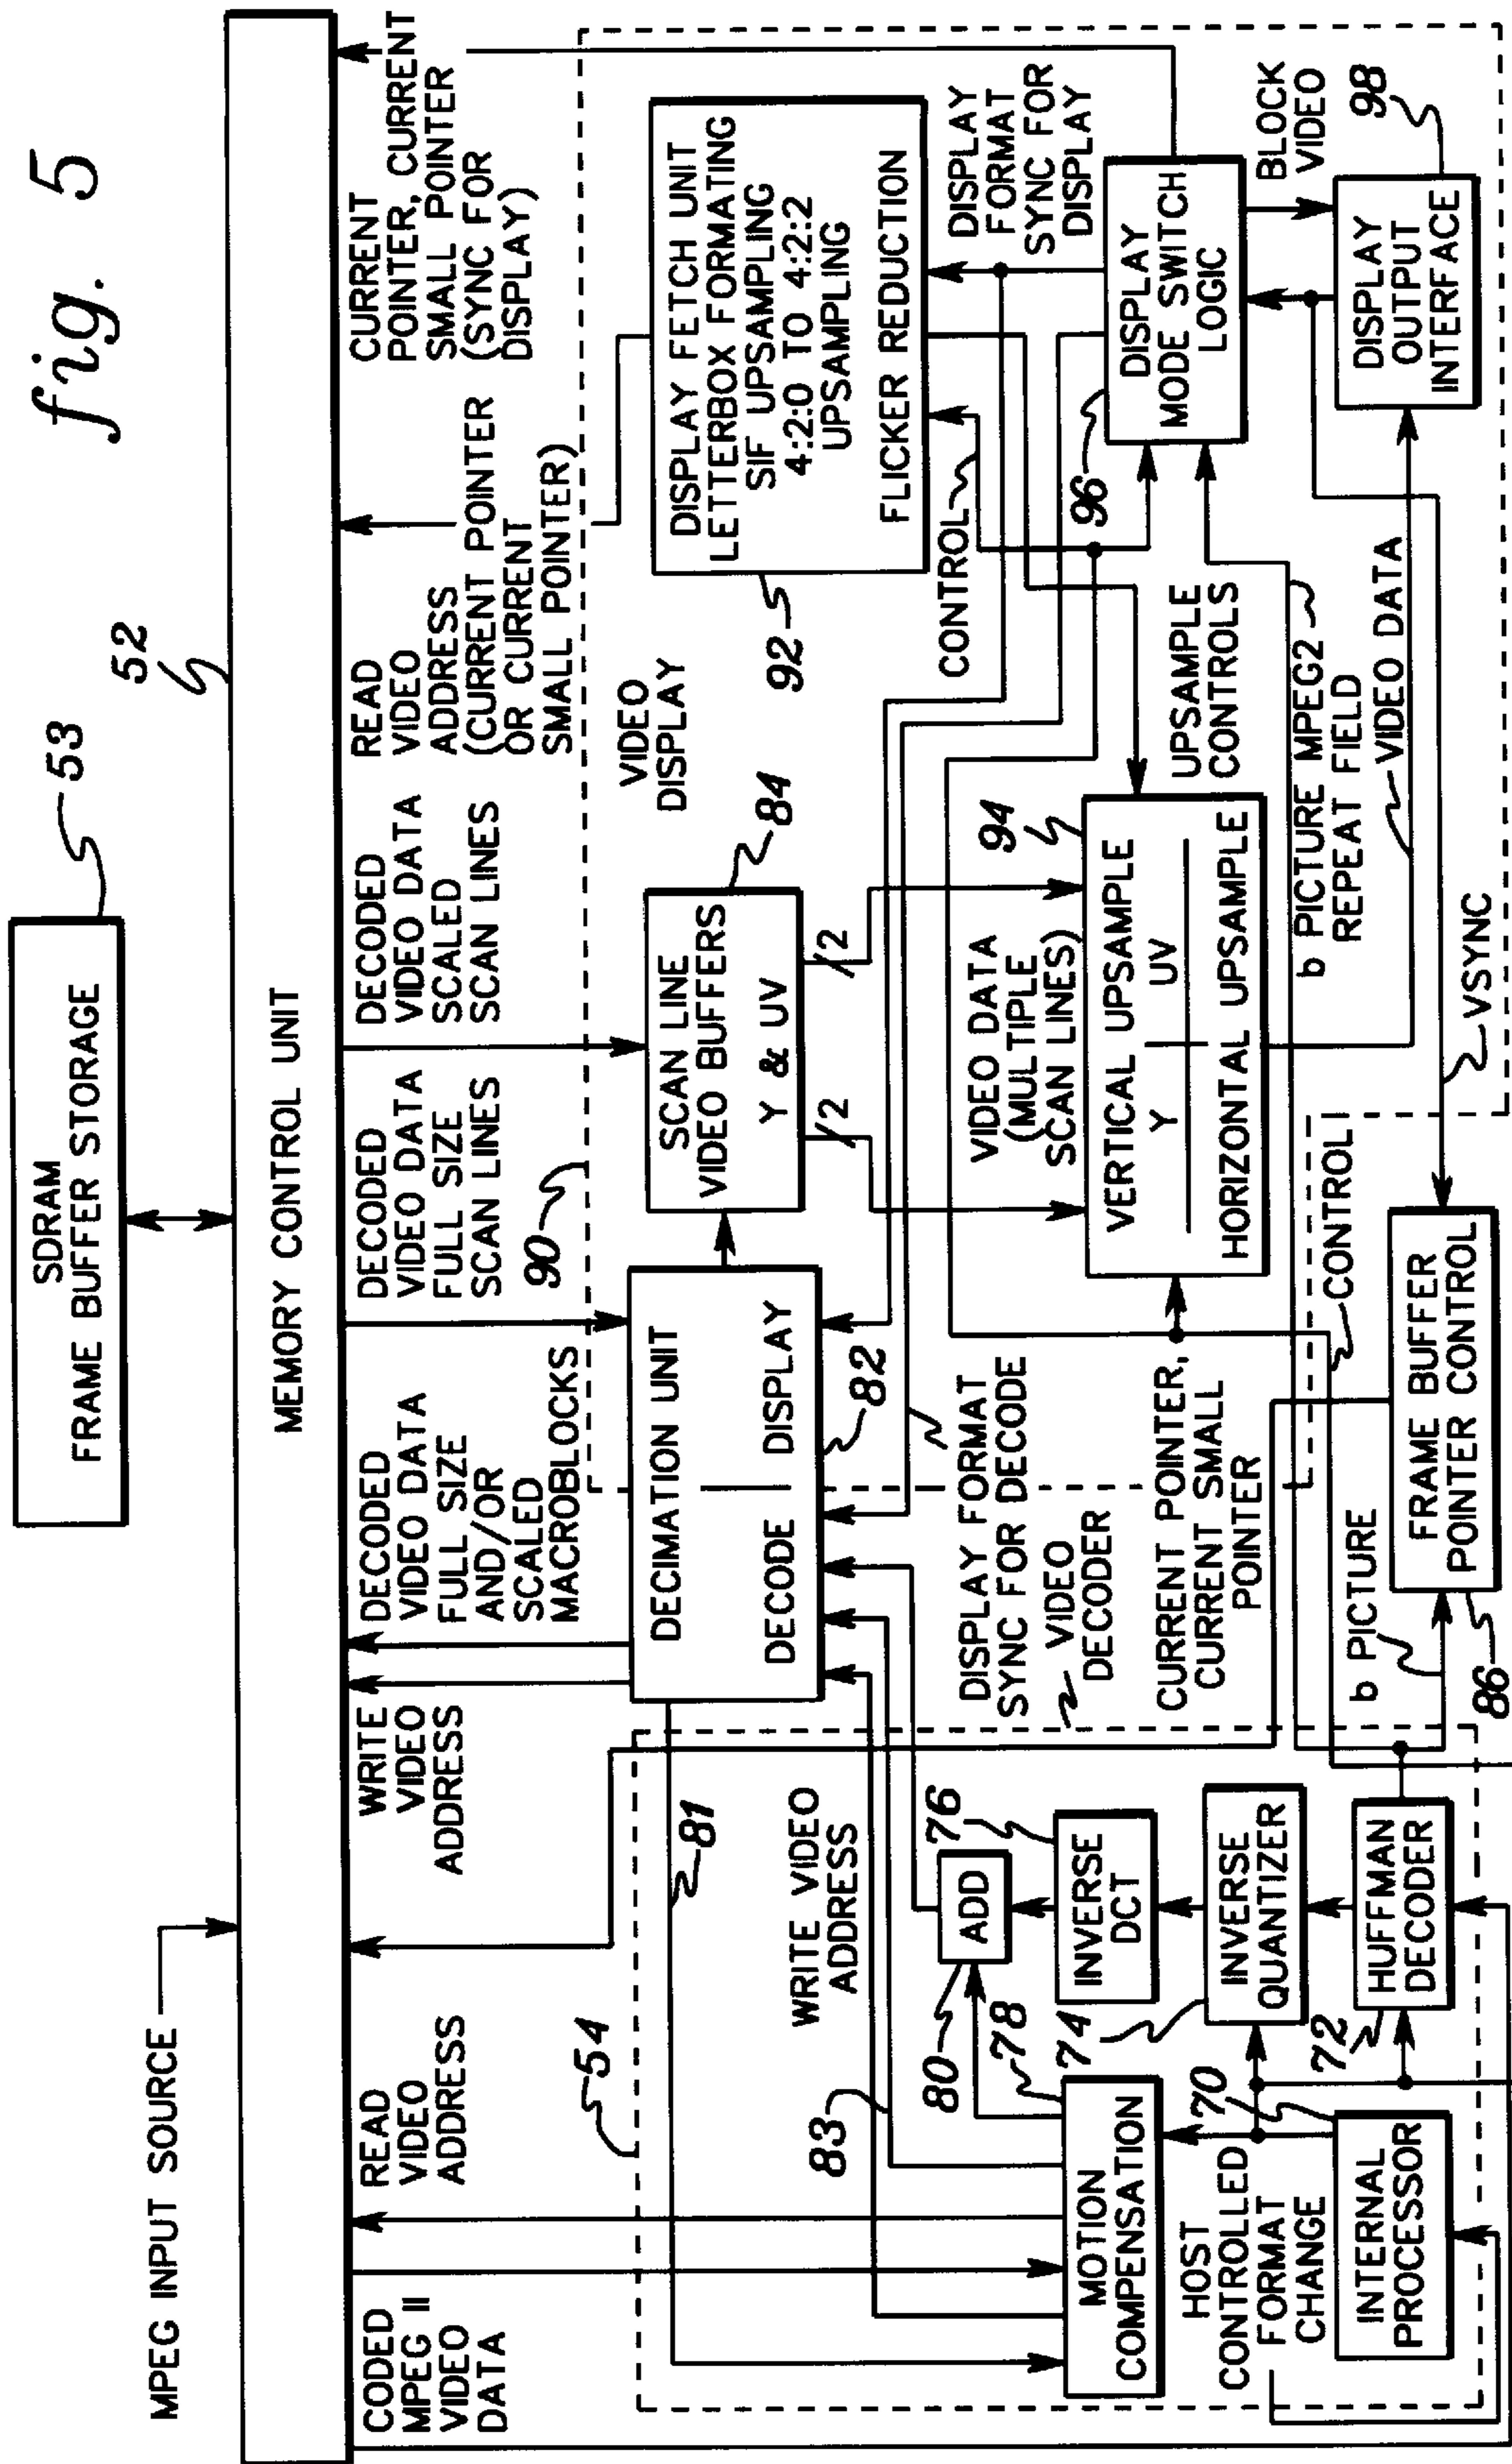 fig. 5
SDRAM
FRAME BUFFER STORAGE
53
52
MPEG INPUT SOURCE
MEMORY CONTROL UNIT
CODED
MPEG II
VIDEO
DATA
READ
VIDEO
ADDRESS
WRITE
VIDEO
ADDRESS
DECODED
VIDEO DATA
FULL SIZE
AND/OR
SCALED
MACROBLOCKS
DECODED
VIDEO DATA
FULL SIZE
SCAN LINES
DECODED
VIDEO DATA
SCALED
SCAN LINES
READ
VIDEO
ADDRESS
(CURRENT POINTER
OR CURRENT
SMALL POINTER)
CURRENT
POINTER, CURRENT
SMALL POINTER
(SYNC FOR
DISPLAY)
54
81
90
VIDEO
DISPLAY
DECIMATION UNIT
DECODE
DISPLAY
82
SCAN LINE
VIDEO BUFFERS
Y & UV
84
2
2
DISPLAY FETCH UNIT
LETTERBOX FORMATING
SIF UPSAMPLING
4:2:0 TO 4:2:2
UPSAMPLING
FLICKER REDUCTION
92
83
WRITE VIDEO
ADDRESS
CONTROL
DISPLAY
FORMAT
SYNC FOR
DISPLAY
80
ADD
76
DISPLAY FORMAT
SYNC FOR DECODE
VIDEO DATA
(MULTIPLE
SCAN LINES)
94
MOTION
COMPENSATION
78
INVERSE
DCT
VIDEO
DECODER
VERTICAL UPSAMPLE
Y
UV
HORIZONTAL UPSAMPLE
UPSAMPLE
CONTROLS
96
DISPLAY
MODE SWITCH
LOGIC
HOST
CONTROLLED
FORMAT
CHANGE
70
74
INVERSE
QUANTIZER
CURRENT POINTER,
CURRENT SMALL
POINTER
BLOCK
VIDEO
b PICTURE MPEG2
REPEAT FIELD
VIDEO DATA
INTERNAL
PROCESSOR
72
HUFFMAN
DECODER
b PICTURE
CONTROL
DISPLAY
OUTPUT
INTERFACE
98
FRAME BUFFER
POINTER CONTROL
86
VSYNC